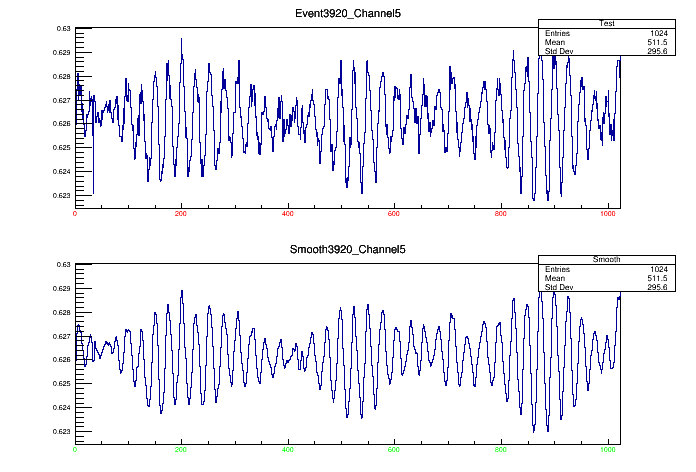 Event3920_Channel5
Test
Entries 1024
Mean 511.5
Std Dev 295.6
0.63
0.629
0.628
0.627
0.626
0.625
0.624
0.623
0 200 400 600 800 1000
Smooth3920_Channel5
Smooth
Entries 1024
Mean 511.5
Std Dev 295.6
0.63
0.629
0.628
0.627
0.626
0.625
0.624
0.623
0 200 400 600 800 1000